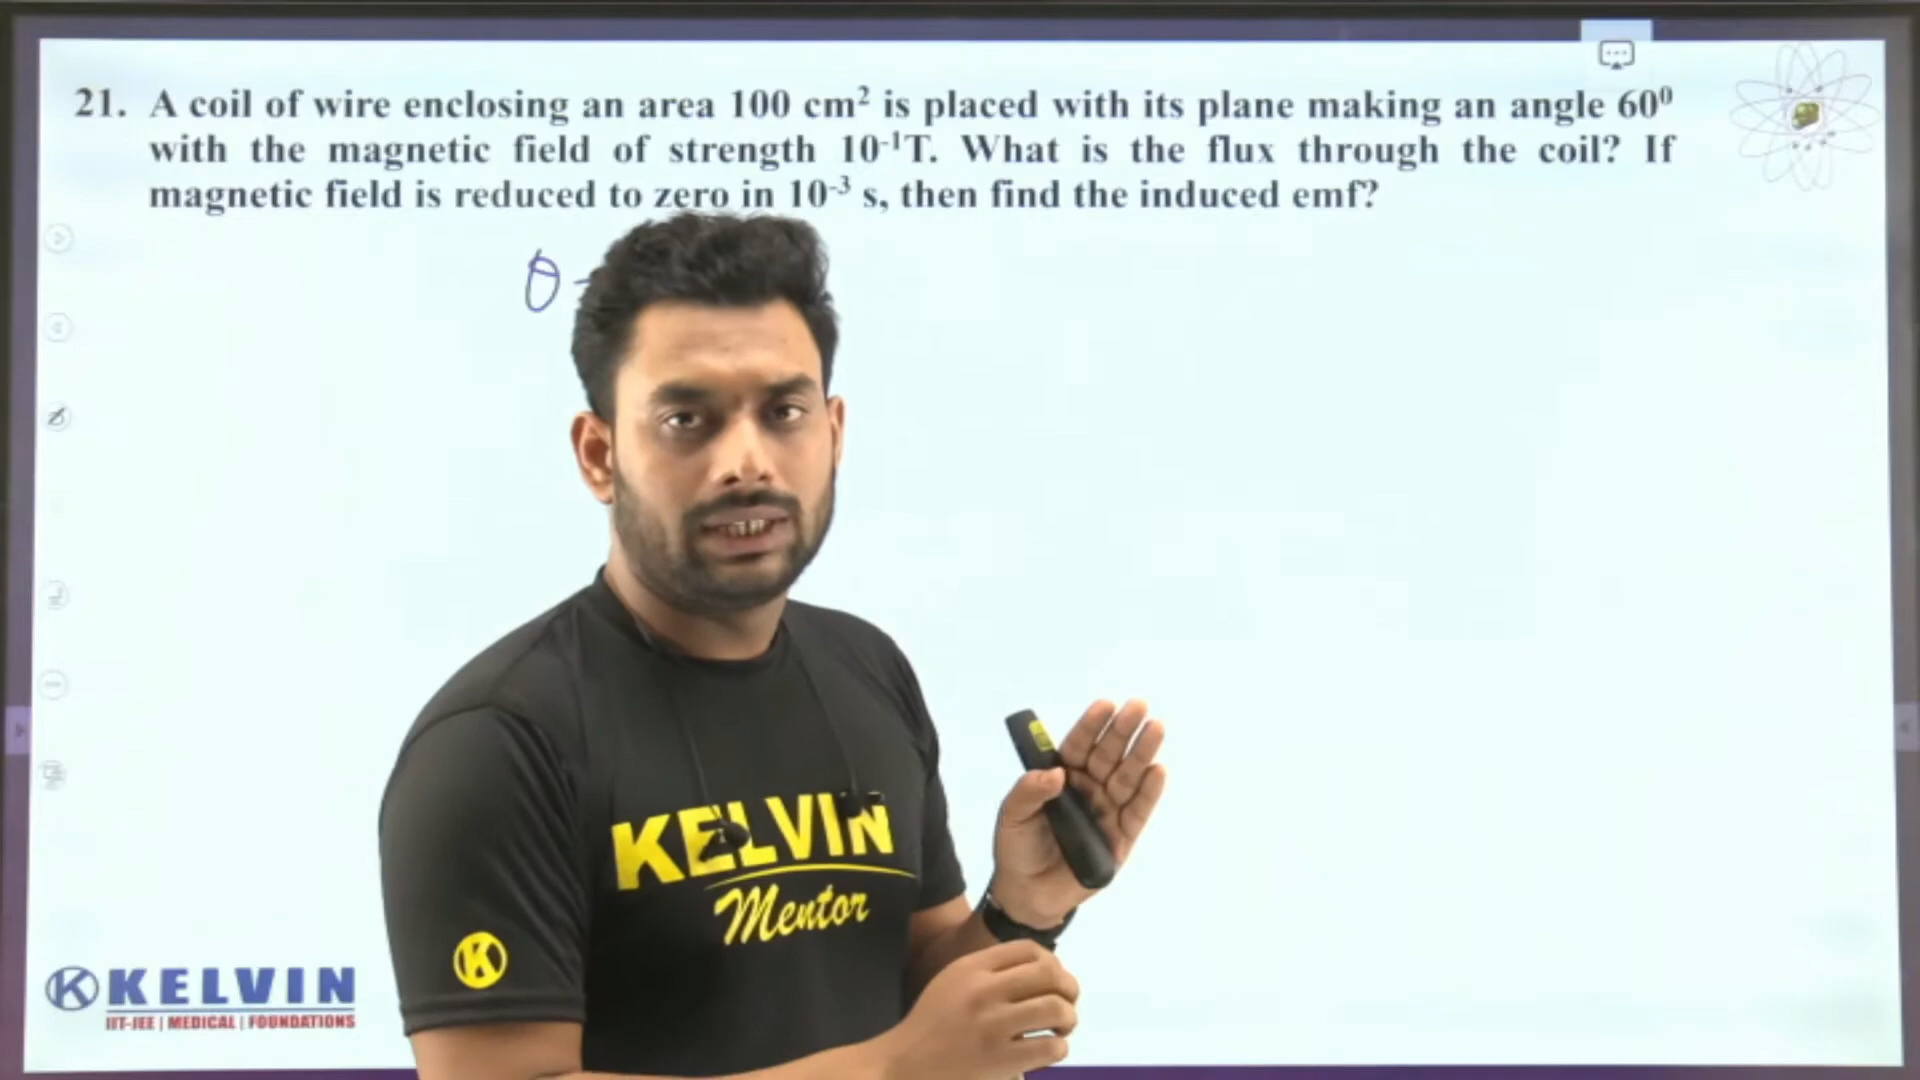 21. A coil of wire enclosing an area 100 cm² is placed with its plane making an angle 60⁰
with the magnetic field of strength 10⁻¹T. What is the flux through the coil? If
magnetic field is reduced to zero in 10⁻³ s, then find the induced emf?
θ -
KELVIN
Mentor
K
K KELVIN
IIT-JEE | MEDICAL | FOUNDATIONS